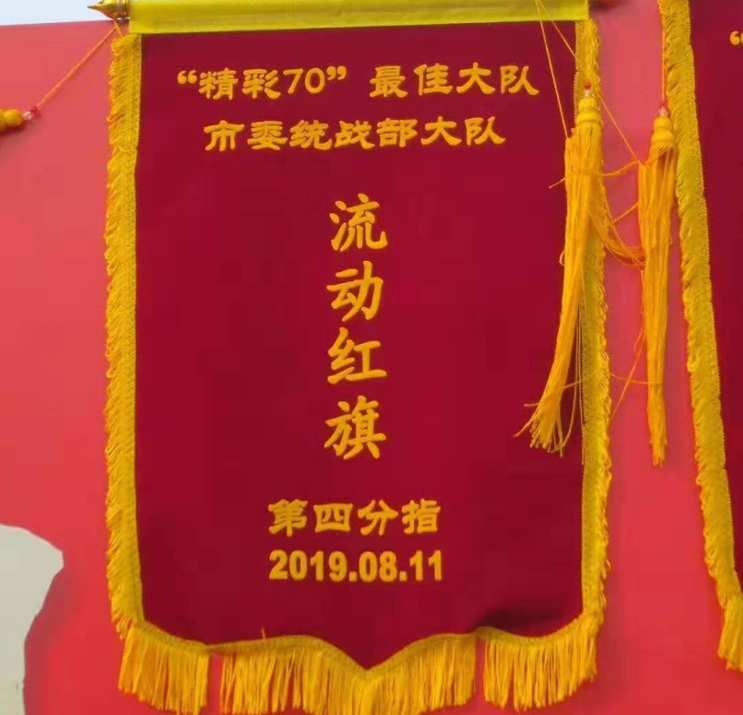 “精彩70” 最佳大队
市委统战部大队
流动红旗
第四分指
2019.08.11
“